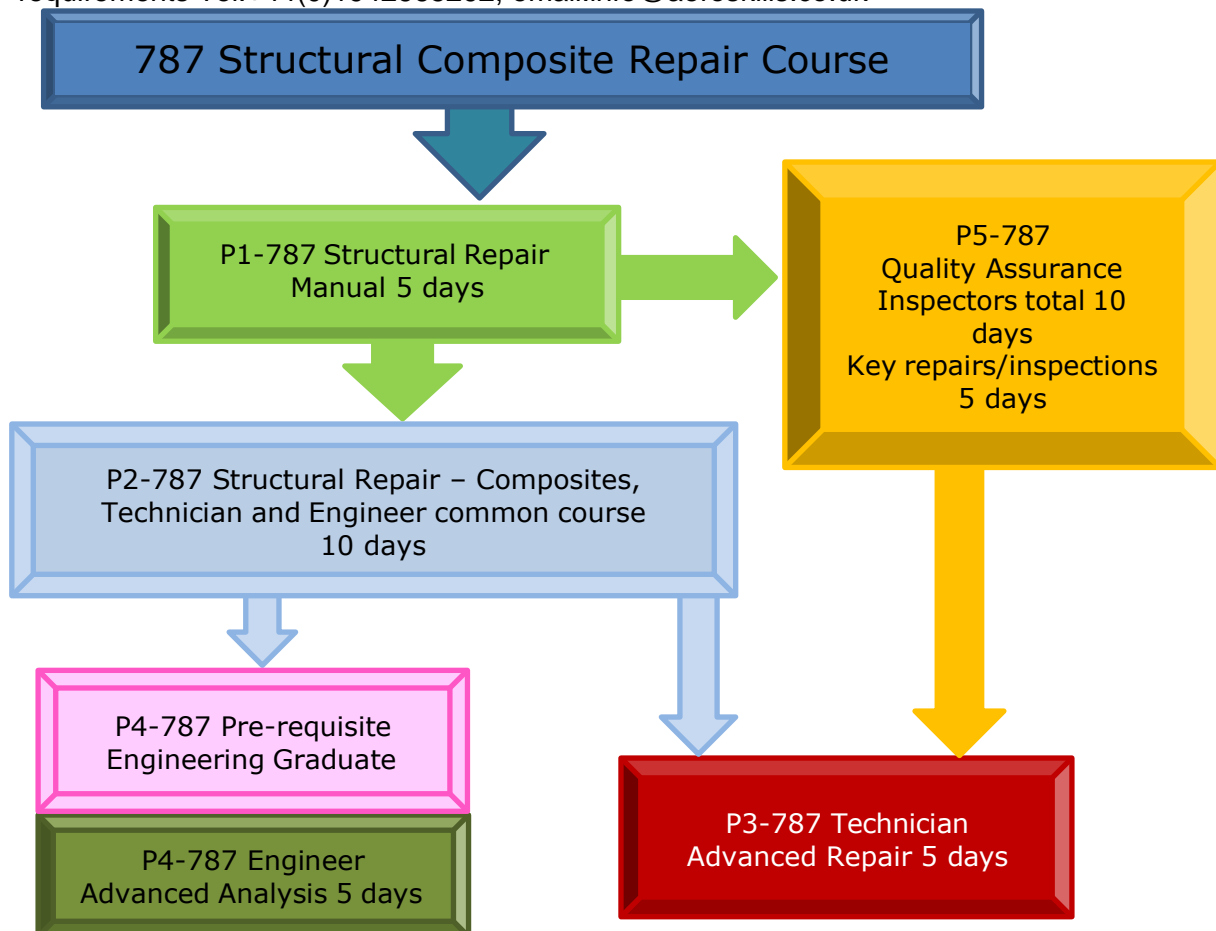 787 Structural Composite Repair Course
P1-787 Structural Repair
Manual 5 days
P5-787
Quality Assurance
Inspectors total 10
days
Key repairs/inspections
5 days
P2-787 Structural Repair – Composites,
Technician and Engineer common course
10 days
P4-787 Pre-requisite
Engineering Graduate
P4-787 Engineer
Advanced Analysis 5 days
P3-787 Technician
Advanced Repair 5 days